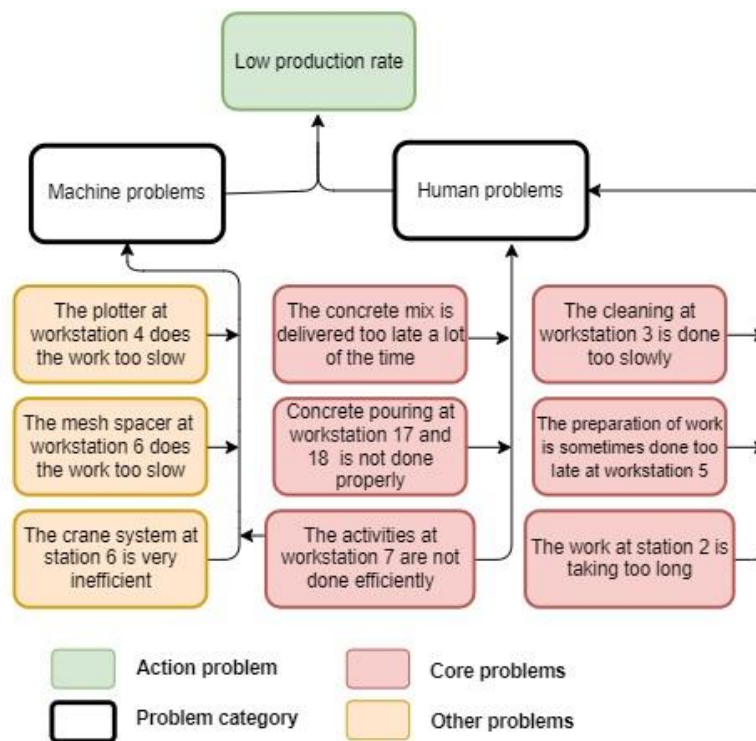 Low production rate
Machine problems
Human problems
The plotter at
workstation 4 does
the work too slow
The concrete mix is
delivered too late a lot
of the time
The cleaning at
workstation 3 is done
too slowly
The mesh spacer at
workstation 6 does
the work too slow
Concrete pouring at
workstation 17 and
18 is not done
properly
The preparation of work
is sometimes done too
late at workstation 5
The crane system at
station 6 is very
inefficient
The activities at
workstation 7 are not
done efficiently
The work at station 2 is
taking too long
Action problem
Core problems
Problem category
Other problems